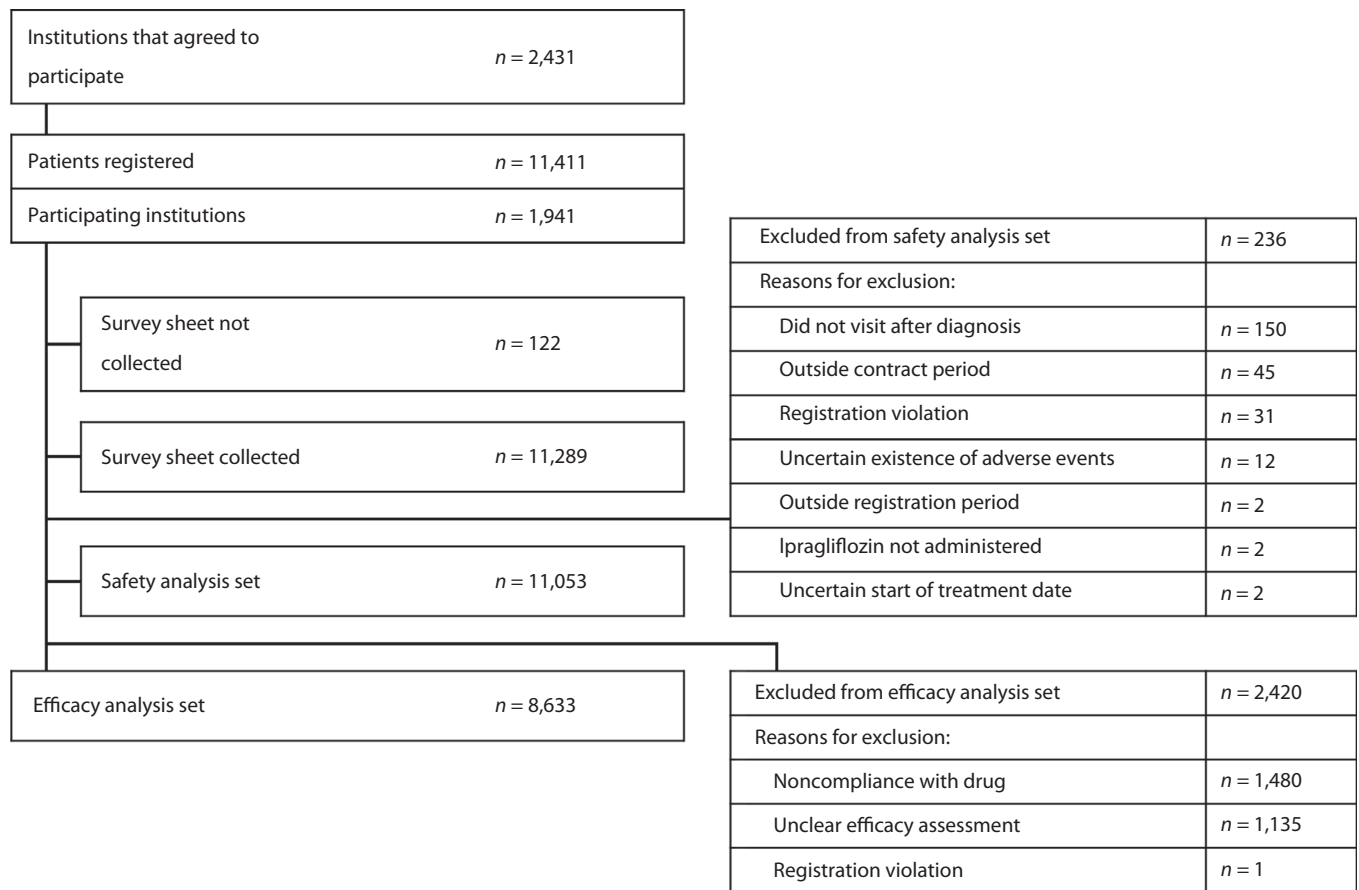 Institutions that agreed to
participate
n = 2,431
Patients registered n = 11,411
Participating institutions n = 1,941
Survey sheet not
collected
n = 122
Survey sheet collected n = 11,289
Excluded from safety analysis set n = 236
Reasons for exclusion:
Did not visit after diagnosis n = 150
Outside contract period n = 45
Registration violation n = 31
Uncertain existence of adverse events n = 12
Outside registration period n = 2
Ipragliflozin not administered n = 2
Uncertain start of treatment date n = 2
Safety analysis set n = 11,053
Efficacy analysis set n = 8,633
Excluded from efficacy analysis set n = 2,420
Reasons for exclusion:
Noncompliance with drug n = 1,480
Unclear efficacy assessment n = 1,135
Registration violation n = 1